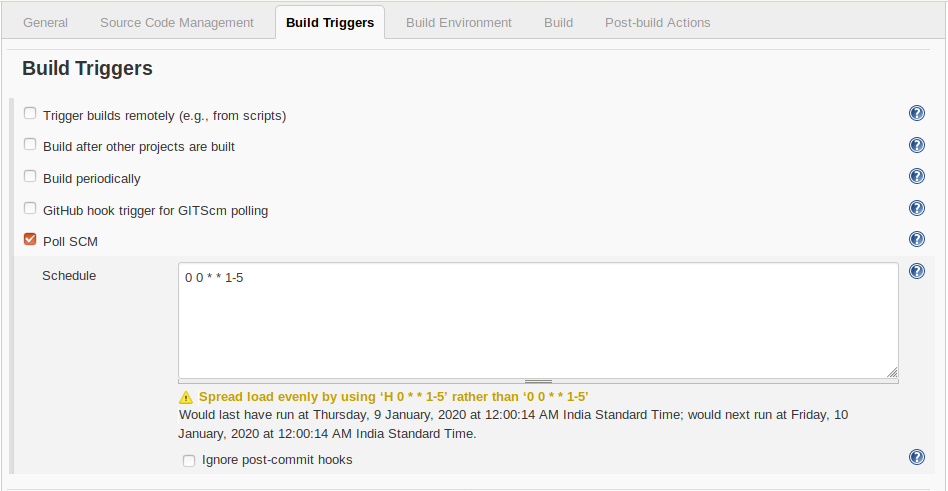 General Source Code Management Build Triggers Build Environment Build Post-build Actions
Build Triggers
Trigger builds remotely (e.g., from scripts)
Build after other projects are built
Build periodically
GitHub hook trigger for GITScm polling
Poll SCM
Schedule
0 0 * * 1-5
Spread load evenly by using ‘H 0 * * 1-5’ rather than ‘0 0 * * 1-5’
Would last have run at Thursday, 9 January, 2020 at 12:00:14 AM India Standard Time; would next run at Friday, 10
January, 2020 at 12:00:14 AM India Standard Time.
Ignore post-commit hooks